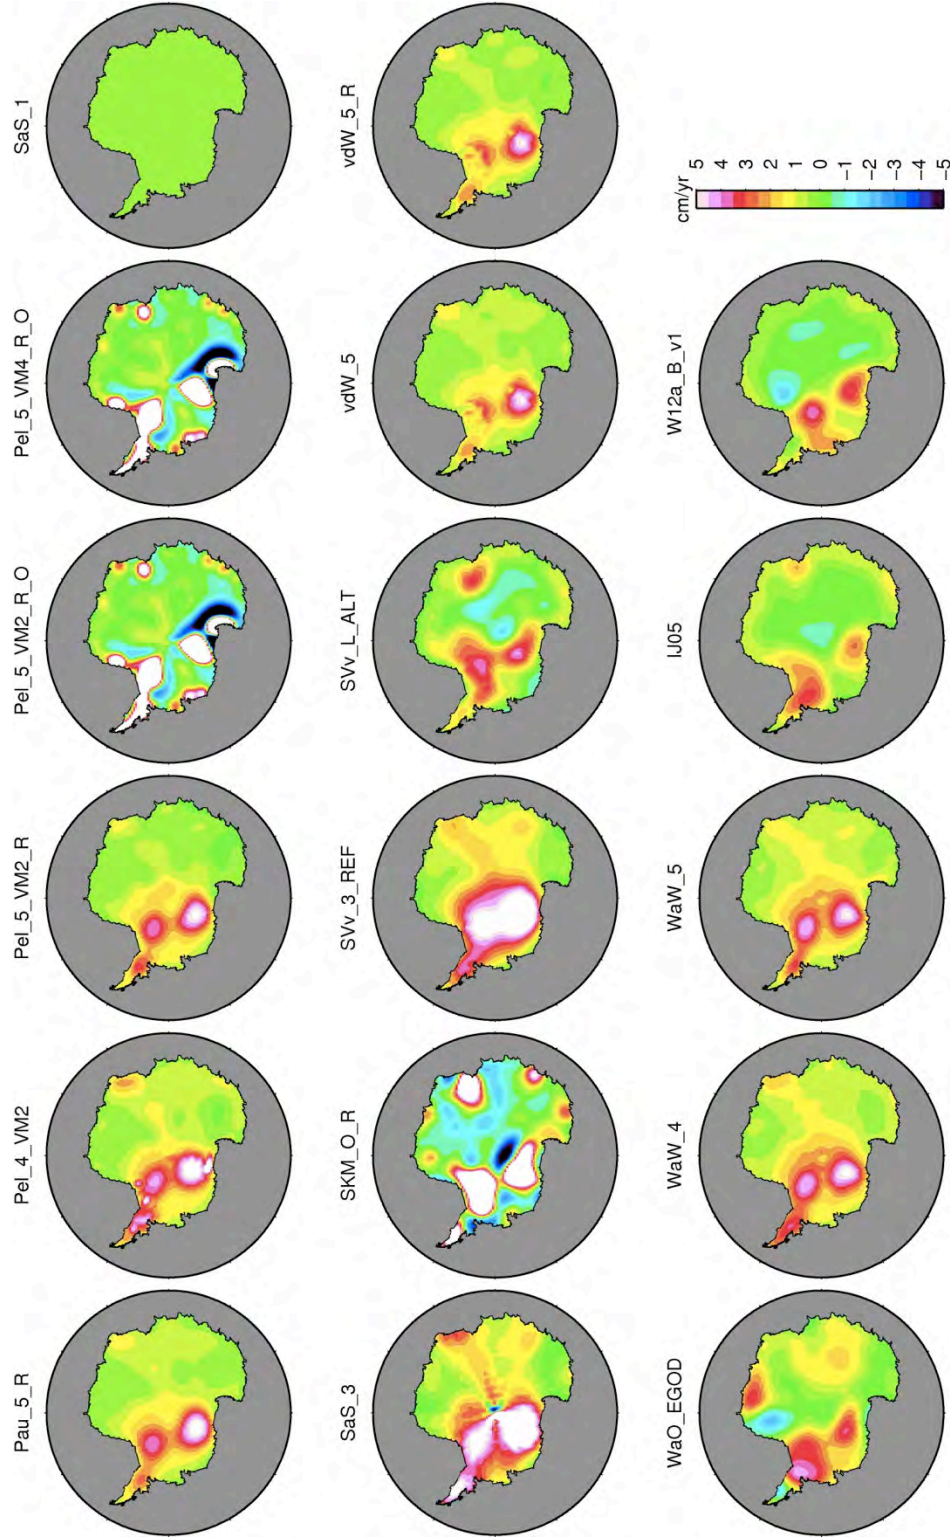 Pau_5_R
Pel_4_VM2
Pel_5_VM2_R
Pel_5_VM2_R_O
Pel_5_VM4_R_O
SaS_1
SaS_3
SKM_O_R
SVv_3_REF
SVv_L_ALT
vdW_5
vdW_5_R
WaO_EGOD
WaW_4
WaW_5
IJ05
W12a_B_v1
cm/yr
5
4
3
2
1
0
-1
-2
-3
-4
-5